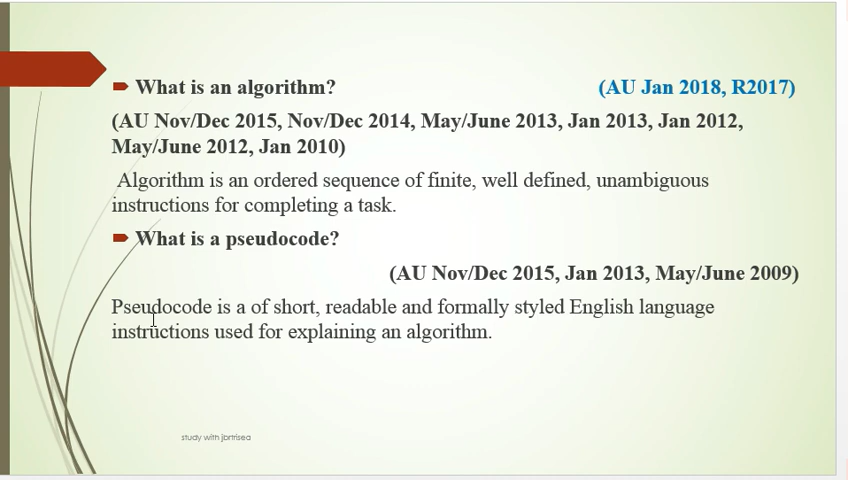 What is an algorithm? (AU Jan 2018, R2017)
(AU Nov/Dec 2015, Nov/Dec 2014, May/June 2013, Jan 2013, Jan 2012,
May/June 2012, Jan 2010)
Algorithm is an ordered sequence of finite, well defined, unambiguous
instructions for completing a task.
What is a pseudocode?
(AU Nov/Dec 2015, Jan 2013, May/June 2009)
Pseudocode is a of short, readable and formally styled English language
instructions used for explaining an algorithm.
study with jbrtrisea